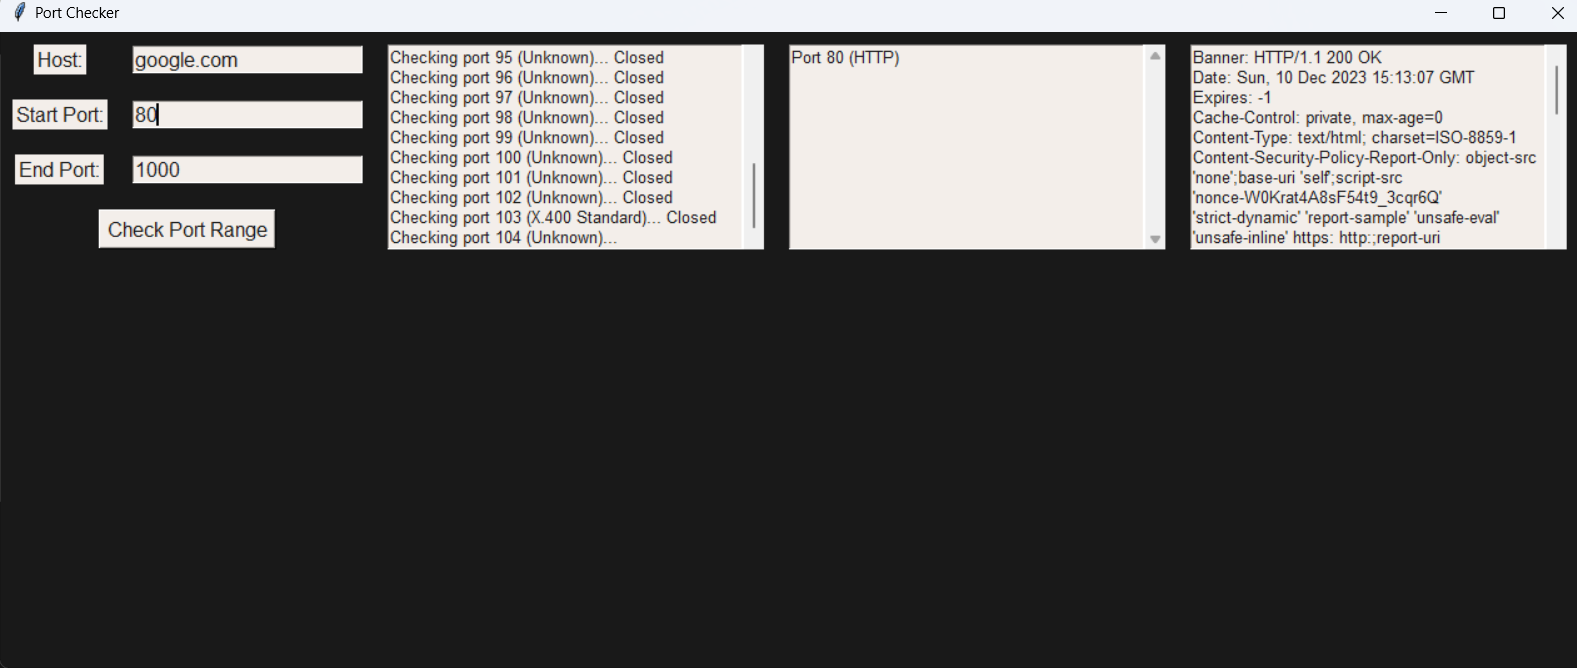 Port Checker
Host:
google.com
Start Port:
80
End Port:
1000
Check Port Range
Checking port 95 (Unknown)... Closed
Checking port 96 (Unknown)... Closed
Checking port 97 (Unknown)... Closed
Checking port 98 (Unknown)... Closed
Checking port 99 (Unknown)... Closed
Checking port 100 (Unknown)... Closed
Checking port 101 (Unknown)... Closed
Checking port 102 (Unknown)... Closed
Checking port 103 (X.400 Standard)... Closed
Checking port 104 (Unknown)...
Port 80 (HTTP)
Banner: HTTP/1.1 200 OK
Date: Sun, 10 Dec 2023 15:13:07 GMT
Expires: -1
Cache-Control: private, max-age=0
Content-Type: text/html; charset=ISO-8859-1
Content-Security-Policy-Report-Only: object-src
'none';base-uri 'self';script-src
'nonce-W0Krat4A8sF54t9_3cqr6Q'
'strict-dynamic' 'report-sample' 'unsafe-eval'
'unsafe-inline' https: http:;report-uri